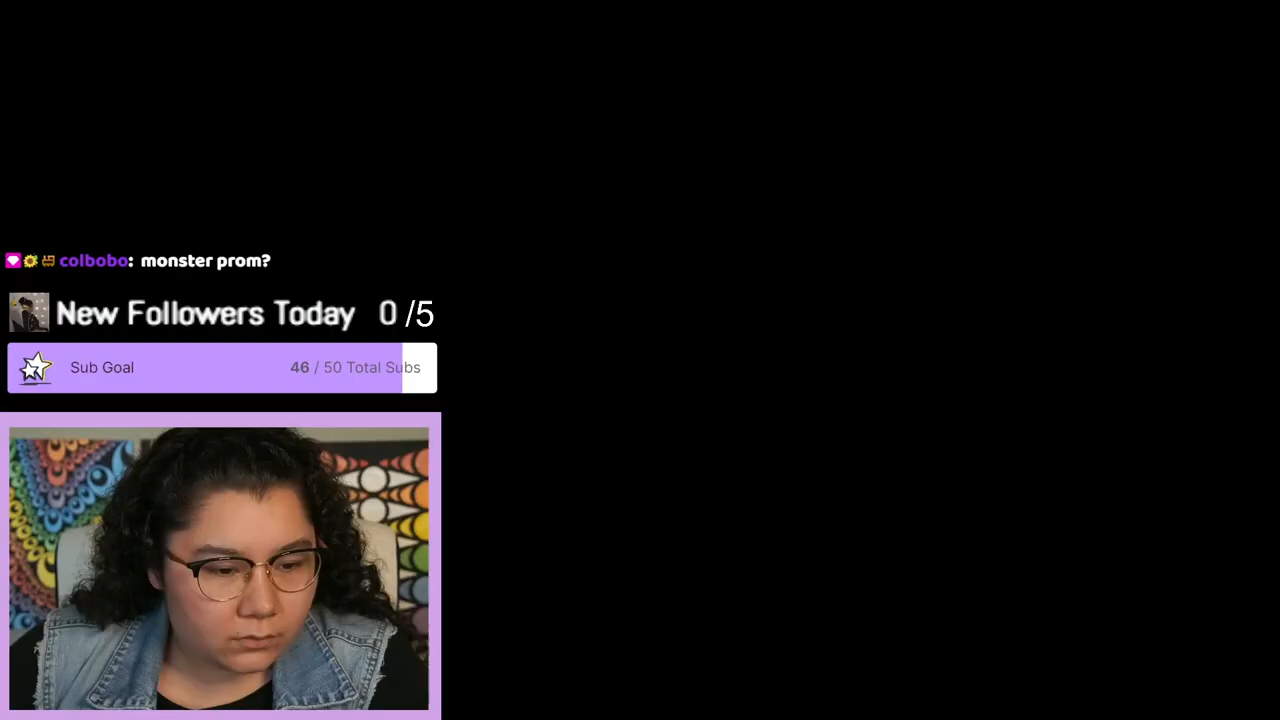 colbobo: monster prom?
New Followers Today 0 /5
Sub Goal 46 / 50 Total Subs